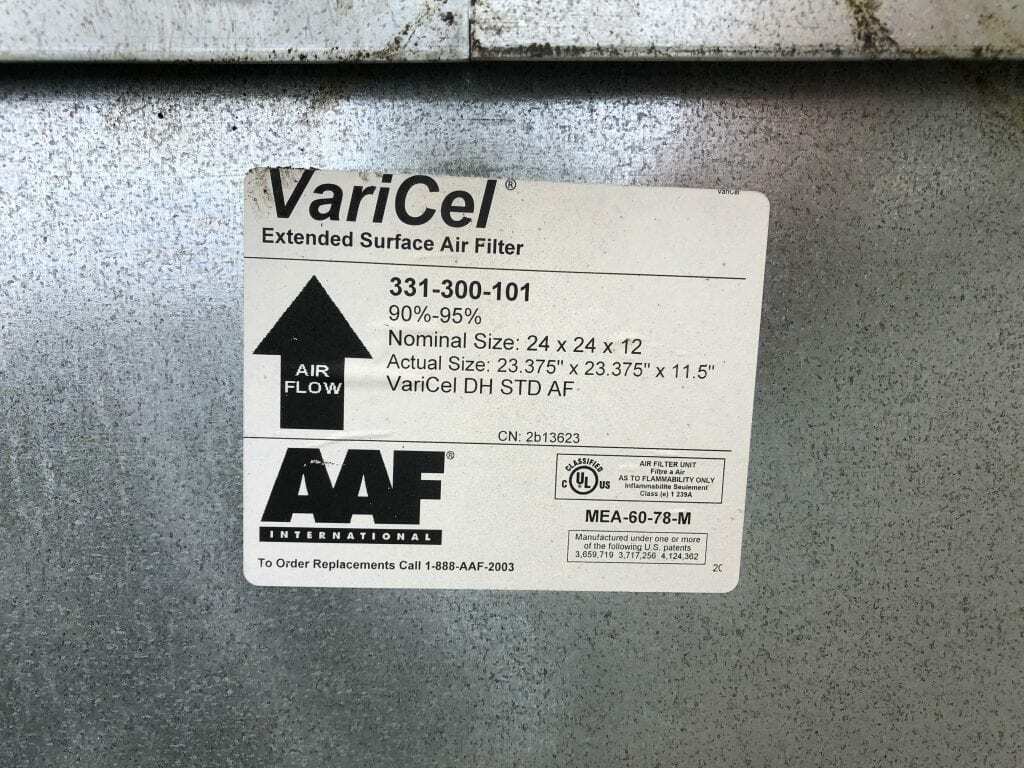 VariCel®
VariCel
Extended Surface Air Filter
331-300-101
90%-95%
Nominal Size: 24 x 24 x 12
Actual Size: 23.375" x 23.375" x 11.5"
VariCel DH STD AF
AIR
FLOW
CN: 2b13623
AAF®
INTERNATIONAL
To Order Replacements Call 1-888-AAF-2003
CLASSIFIED
C UL US
AIR FILTER UNIT
Filtre a Air
AS TO FLAMMABILITY ONLY
Inflammabilite Seulement
Class (e) 1 239A
MEA-60-78-M
Manufactured under one or more
of the following U.S. patents
3,659,719 3,717,256 4,124,362